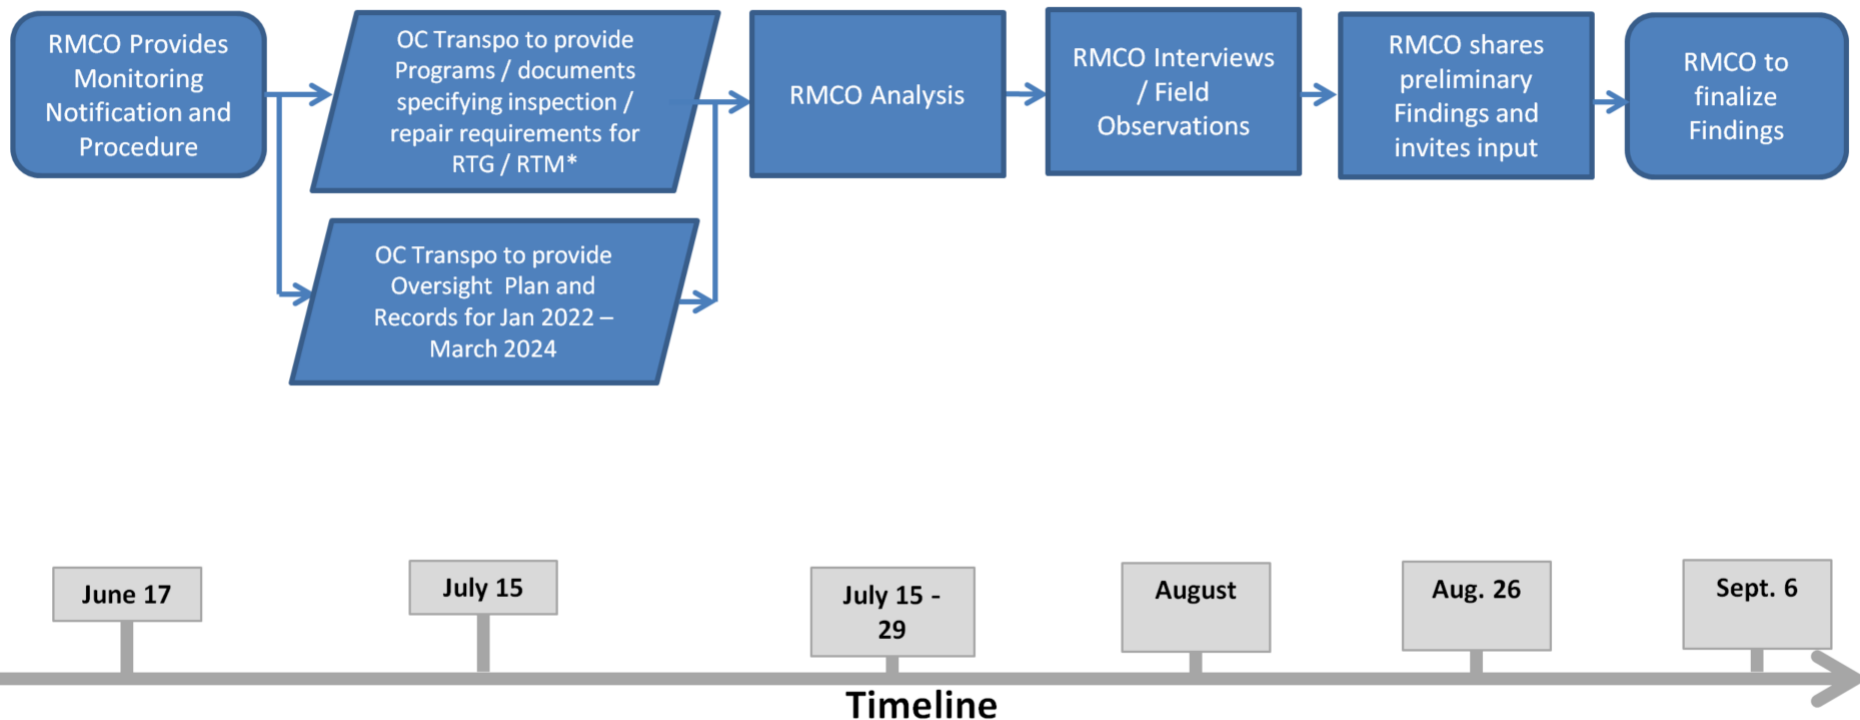 RMCO Provides
Monitoring
Notification and
Procedure
OC Transpo to provide
Programs / documents
specifying inspection /
repair requirements for
RTG / RTM*
OC Transpo to provide
Oversight Plan and
Records for Jan 2022 –
March 2024
RMCO Analysis
RMCO Interviews
/ Field
Observations
RMCO shares
preliminary
Findings and
invites input
RMCO to
finalize
Findings
June 17
July 15
July 15 -
29
August
Aug. 26
Sept. 6
Timeline